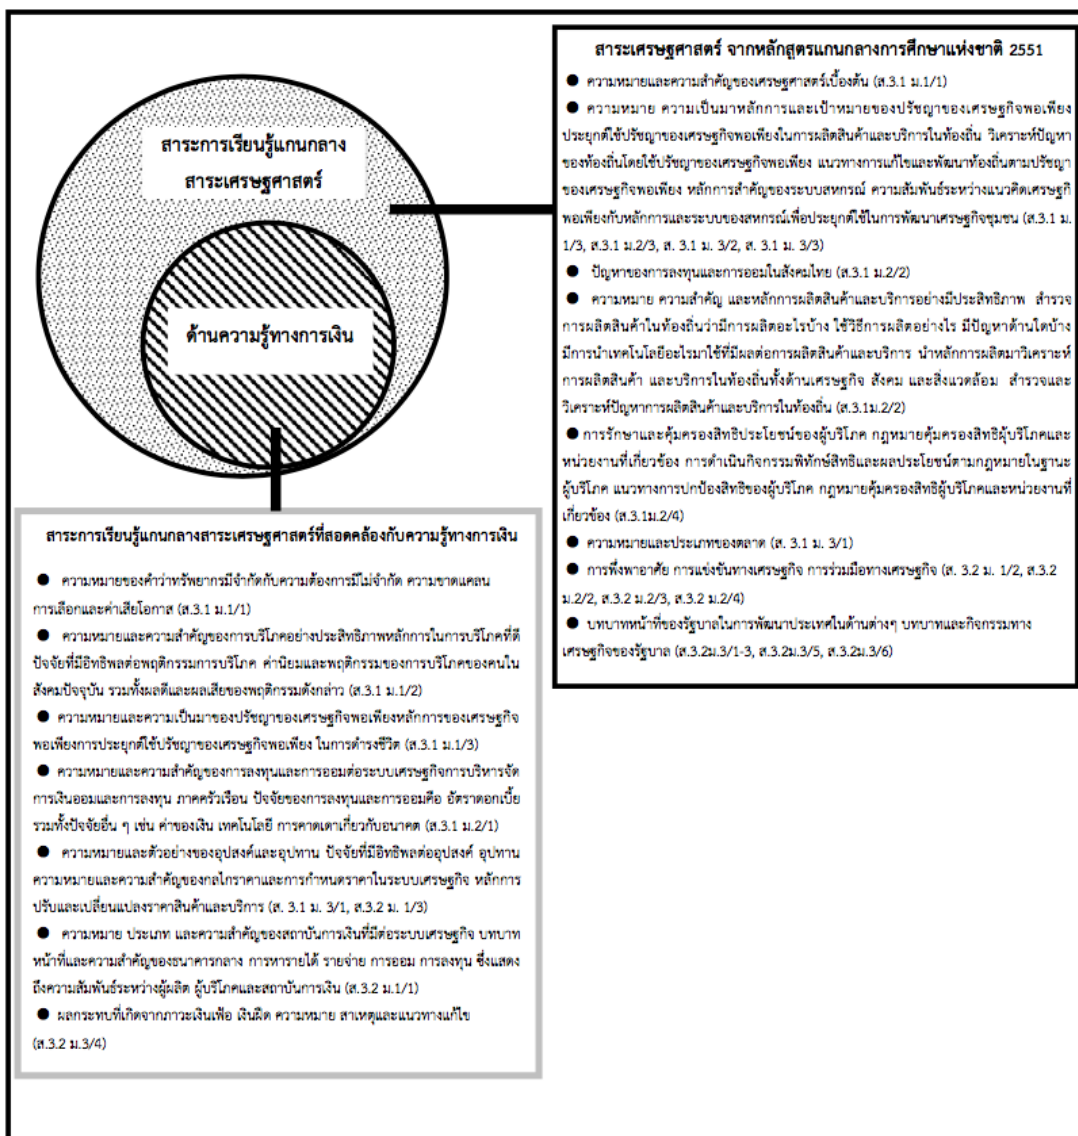 สาระการเรียนรู้แกนกลาง
สาระเศรษฐศาสตร์
ด้านความรู้ทางการเงิน
สาระเศรษฐศาสตร์ จากหลักสูตรแกนกลางการศึกษาแห่งชาติ 2551
● ความหมายและความสำคัญของเศรษฐศาสตร์เบื้องต้น (ส.3.1 ม.1/1)
● ความหมาย ความเป็นมาหลักการและเป้าหมายของปรัชญาของเศรษฐกิจพอเพียง
ประยุกต์ใช้ปรัชญาของเศรษฐกิจพอเพียงในการผลิตสินค้าและบริการในท้องถิ่น วิเคราะห์ปัญหา
ของท้องถิ่นโดยใช้ปรัชญาของเศรษฐกิจพอเพียง แนวทางการแก้ไขและพัฒนาท้องถิ่นตามปรัชญา
ของเศรษฐกิจพอเพียง หลักการสำคัญของระบบสหกรณ์ ความสัมพันธ์ระหว่างแนวคิดเศรษฐกิ
พอเพียงกับหลักการและระบบของสหกรณ์เพื่อประยุกต์ใช้ในการพัฒนาเศรษฐกิจชุมชน (ส.3.1 ม.
1/3, ส.3.1 ม.2/3, ส. 3.1 ม. 3/2, ส. 3.1 ม. 3/3)
● ปัญหาของการลงทุนและการออมในสังคมไทย (ส.3.1 ม.2/2)
● ความหมาย ความสำคัญ และหลักการผลิตสินค้าและบริการอย่างมีประสิทธิภาพ สำรวจ
การผลิตสินค้าในท้องถิ่นว่ามีการผลิตอะไรบ้าง ใช้วิธีการผลิตอย่างไร มีปัญหาด้านใดบ้าง
มีการนำเทคโนโลยีอะไรมาใช้ที่มีผลต่อการผลิตสินค้าและบริการ นำหลักการผลิตมาวิเคราะห์
การผลิตสินค้า และบริการในท้องถิ่นทั้งด้านเศรษฐกิจ สังคม และสิ่งแวดล้อม สำรวจและ
วิเคราะห์ปัญหาการผลิตสินค้าและบริการในท้องถิ่น (ส.3.1ม.2/2)
● การรักษาและคุ้มครองสิทธิประโยชน์ของผู้บริโภค กฎหมายคุ้มครองสิทธิผู้บริโภคและ
หน่วยงานที่เกี่ยวข้อง การดำเนินกิจกรรมพิทักษ์สิทธิและผลประโยชน์ตามกฎหมายในฐานะ
ผู้บริโภค แนวทางการปกป้องสิทธิของผู้บริโภค กฎหมายคุ้มครองสิทธิผู้บริโภคและหน่วยงานที่
เกี่ยวข้อง (ส.3.1ม.2/4)
● ความหมายและประเภทของตลาด (ส. 3.1 ม. 3/1)
● การพึ่งพาอาศัย การแข่งขันทางเศรษฐกิจ การร่วมมือทางเศรษฐกิจ (ส. 3.2 ม. 1/2, ส.3.2
ม.2/2, ส.3.2 ม.2/3, ส.3.2 ม.2/4)
● บทบาทหน้าที่ของรัฐบาลในการพัฒนาประเทศในด้านต่างๆ บทบาทและกิจกรรมทาง
เศรษฐกิจของรัฐบาล (ส.3.2ม.3/1-3, ส.3.2ม.3/5, ส.3.2ม.3/6)
สาระการเรียนรู้แกนกลางสาระเศรษฐศาสตร์ที่สอดคล้องกับความรู้ทางการเงิน
● ความหมายของคำว่าทรัพยากรมีจำกัดกับความต้องการมีไม่จำกัด ความขาดแคลน
การเลือกและค่าเสียโอกาส (ส.3.1 ม.1/1)
● ความหมายและความสำคัญของการบริโภคอย่างประสิทธิภาพหลักการในการบริโภคที่ดี
ปัจจัยที่มีอิทธิพลต่อพฤติกรรมการบริโภค ค่านิยมและพฤติกรรมของการบริโภคของคนใน
สังคมปัจจุบัน รวมทั้งผลดีและผลเสียของพฤติกรรมดังกล่าว (ส.3.1 ม.1/2)
● ความหมายและความเป็นมาของปรัชญาของเศรษฐกิจพอเพียงหลักการของเศรษฐกิจ
พอเพียงการประยุกต์ใช้ปรัชญาของเศรษฐกิจพอเพียง ในการดำรงชีวิต (ส.3.1 ม.1/3)
● ความหมายและความสำคัญของการลงทุนและการออมต่อระบบเศรษฐกิจการบริหารจัด
การเงินออมและการลงทุน ภาคครัวเรือน ปัจจัยของการลงทุนและการออมคือ อัตราดอกเบี้ย
รวมทั้งปัจจัยอื่น ๆ เช่น ค่าของเงิน เทคโนโลยี การคาดเดาเกี่ยวกับอนาคต (ส.3.1 ม.2/1)
● ความหมายและตัวอย่างของอุปสงค์และอุปทาน ปัจจัยที่มีอิทธิพลต่ออุปสงค์ อุปทาน
ความหมายและความสำคัญของกลไกราคาและการกำหนดราคาในระบบเศรษฐกิจ หลักการ
ปรับและเปลี่ยนแปลงราคาสินค้าและบริการ (ส. 3.1 ม. 3/1, ส.3.2 ม. 1/3)
● ความหมาย ประเภท และความสำคัญของสถาบันการเงินที่มีต่อระบบเศรษฐกิจ บทบาท
หน้าที่และความสำคัญของธนาคารกลาง การหารายได้ รายจ่าย การออม การลงทุน ซึ่งแสดง
ถึงความสัมพันธ์ระหว่างผู้ผลิต ผู้บริโภคและสถาบันการเงิน (ส.3.2 ม.1/1)
● ผลกระทบที่เกิดจากภาวะเงินเฟ้อ เงินฝืด ความหมาย สาเหตุและแนวทางแก้ไข
(ส.3.2 ม.3/4)